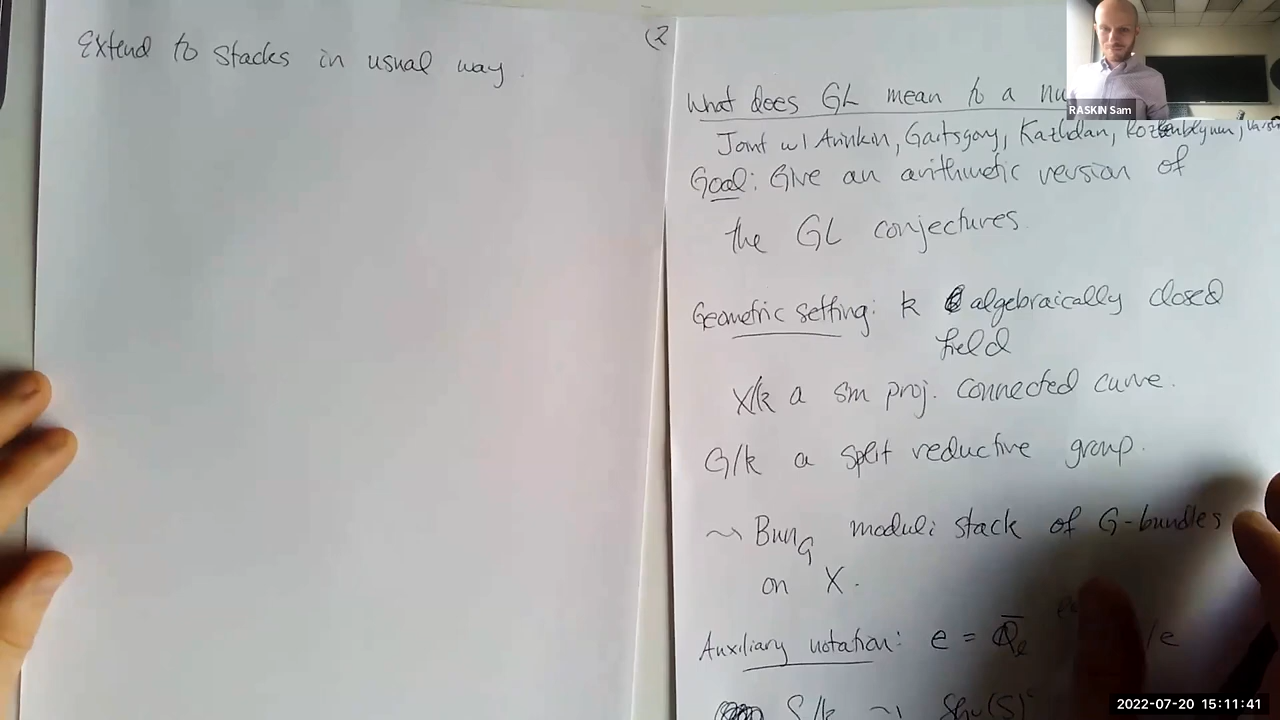 Extend to stacks in usual way.
(2
What does GL mean to a
RASKIN Sam
Joint w/ Arinkin, Gaitsgory, Kazhdan, Rozenblyum,
Goal: Give an arithmetic version of
the GL conjectures
Geometric setting: k algebraically closed
field
X/k a sm proj. connected curve.
G/k a split reductive group.
~> Bun_G moduli stack of G-bundles
on X.
Auxiliary notation: e = Q̄_ℓ /e
S/k ~> Shv(S)
2022-07-20 15:11:41